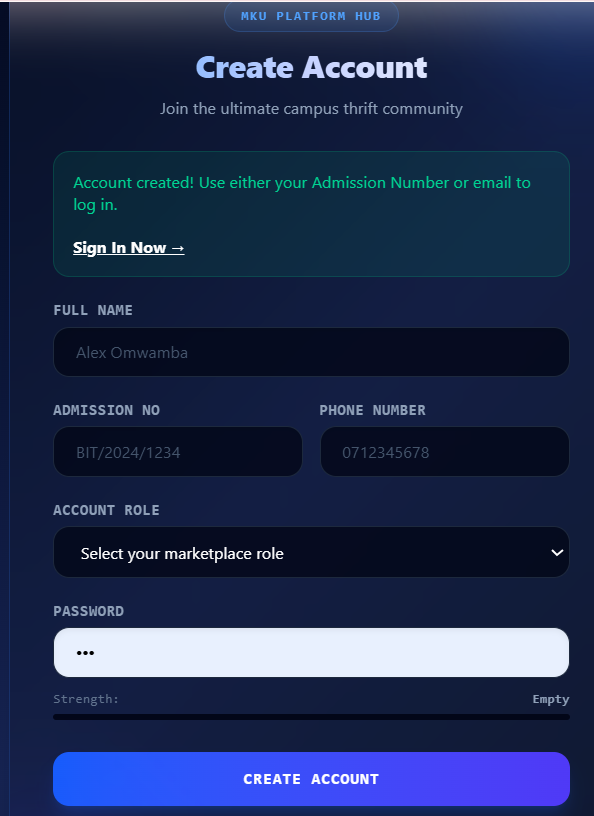 MKU PLATFORM HUB
Create Account
Join the ultimate campus thrift community
Account created! Use either your Admission Number or email to
log in.
Sign In Now →
FULL NAME
Alex Omwamba
ADMISSION NO PHONE NUMBER
BIT/2024/1234 0712345678
ACCOUNT ROLE
Select your marketplace role
PASSWORD
•••
Strength: Empty
CREATE ACCOUNT